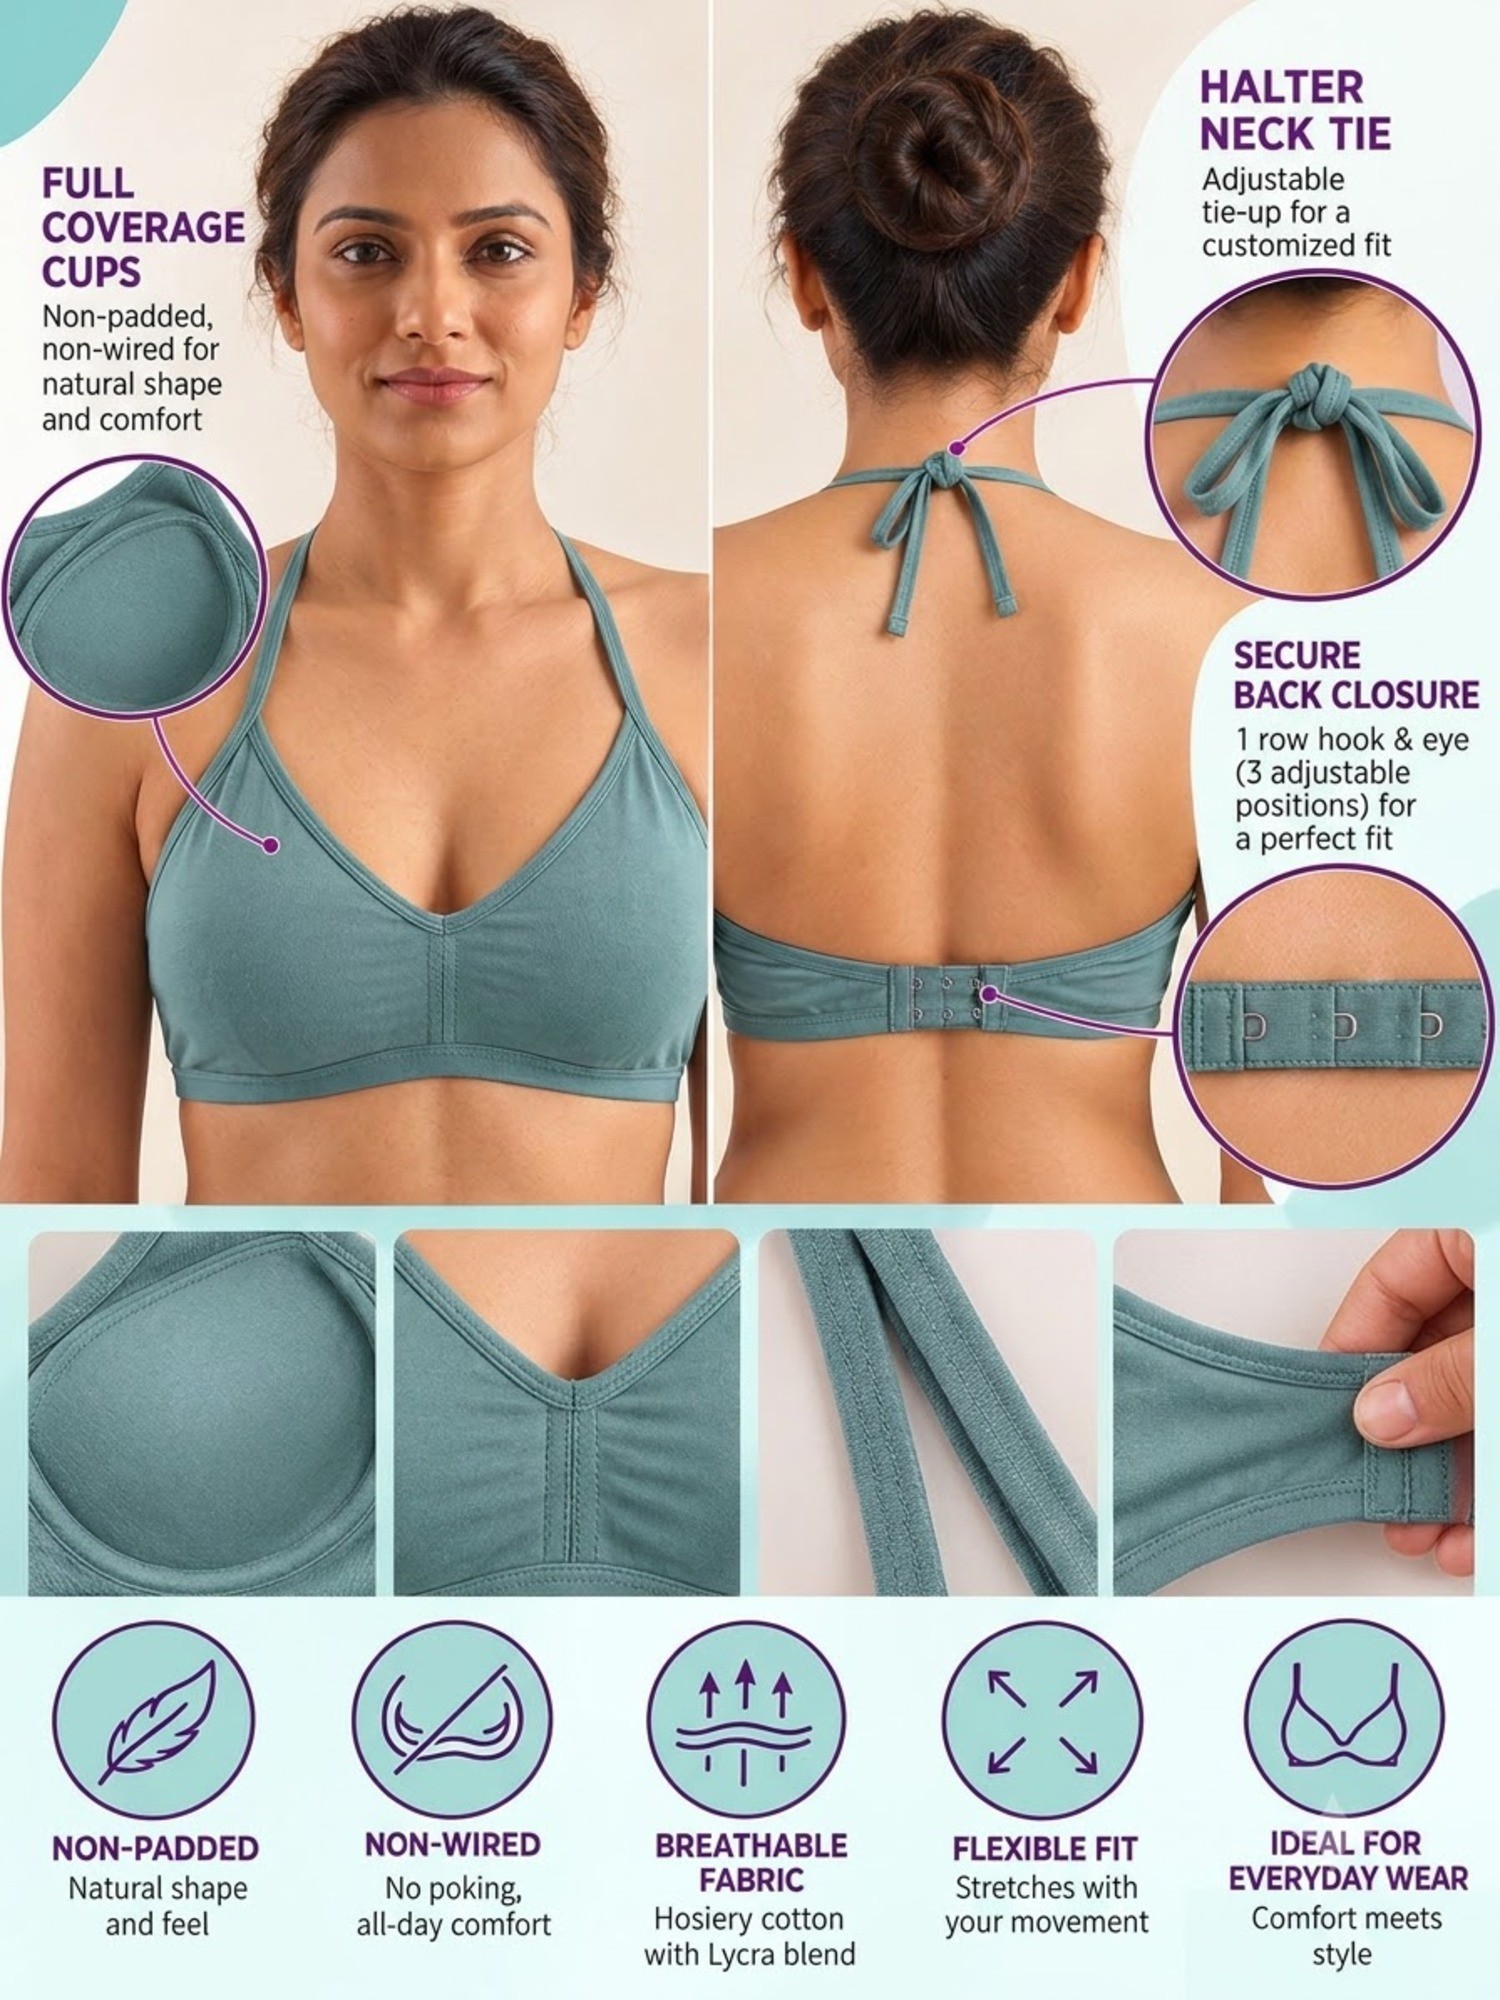 FULL
COVERAGE
CUPS
Non-padded,
non-wired for
natural shape
and comfort
HALTER
NECK TIE
Adjustable
tie-up for a
customized fit
SECURE
BACK CLOSURE
1 row hook & eye
(3 adjustable
positions) for
a perfect fit
NON-PADDED
Natural shape
and feel
NON-WIRED
No poking,
all-day comfort
BREATHABLE
FABRIC
Hosiery cotton
with Lycra blend
FLEXIBLE FIT
Stretches with
your movement
IDEAL FOR
EVERYDAY WEAR
Comfort meets
style